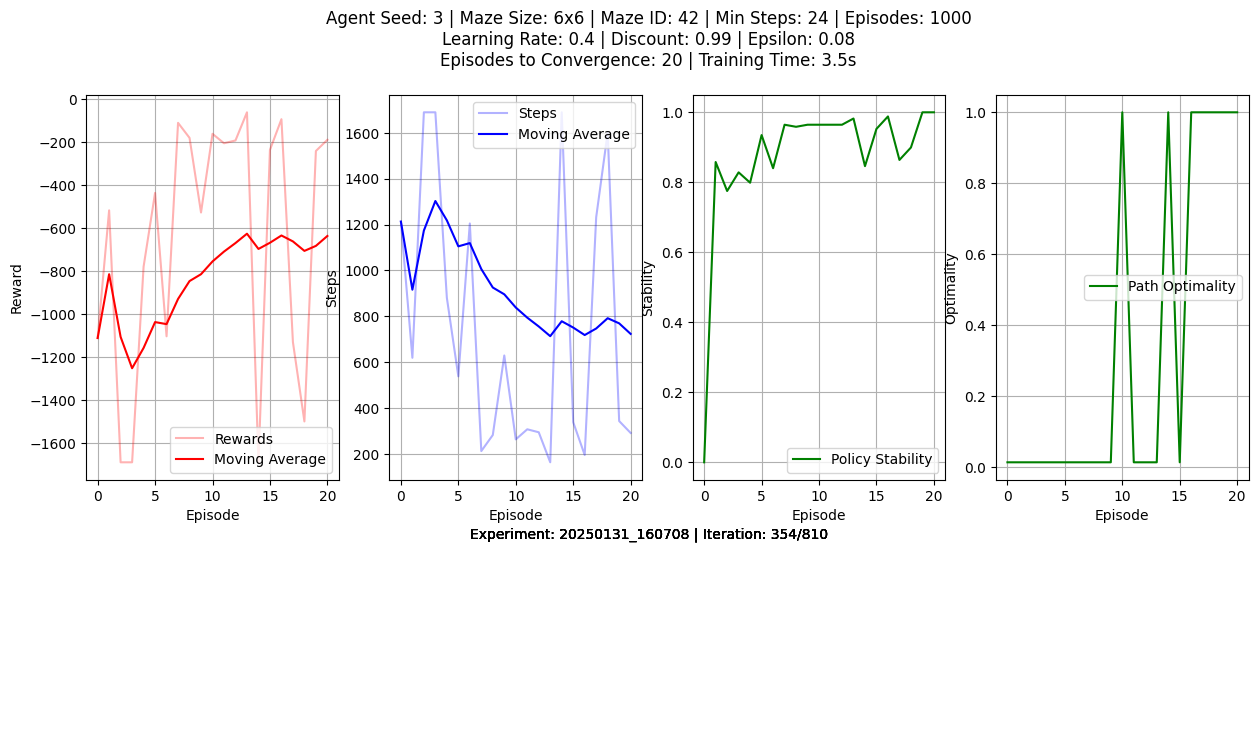 Agent Seed: 3 | Maze Size: 6x6 | Maze ID: 42 | Min Steps: 24 | Episodes: 1000
Learning Rate: 0.4 | Discount: 0.99 | Epsilon: 0.08
Episodes to Convergence: 20 | Training Time: 3.5s
Reward
0
−200
−400
−600
−800
−1000
−1200
−1400
−1600
Rewards
Moving Average
0 5 10 15 20
Episode
Steps
1600
1400
1200
1000
800
600
400
200
Steps
Moving Average
0 5 10 15 20
Episode
Stability
1.0
0.8
0.6
0.4
0.2
0.0
Policy Stability
0 5 10 15 20
Episode
Optimality
1.0
0.8
0.6
0.4
0.2
0.0
Path Optimality
0 5 10 15 20
Episode
Experiment: 20250131_160708 | Iteration: 354/810